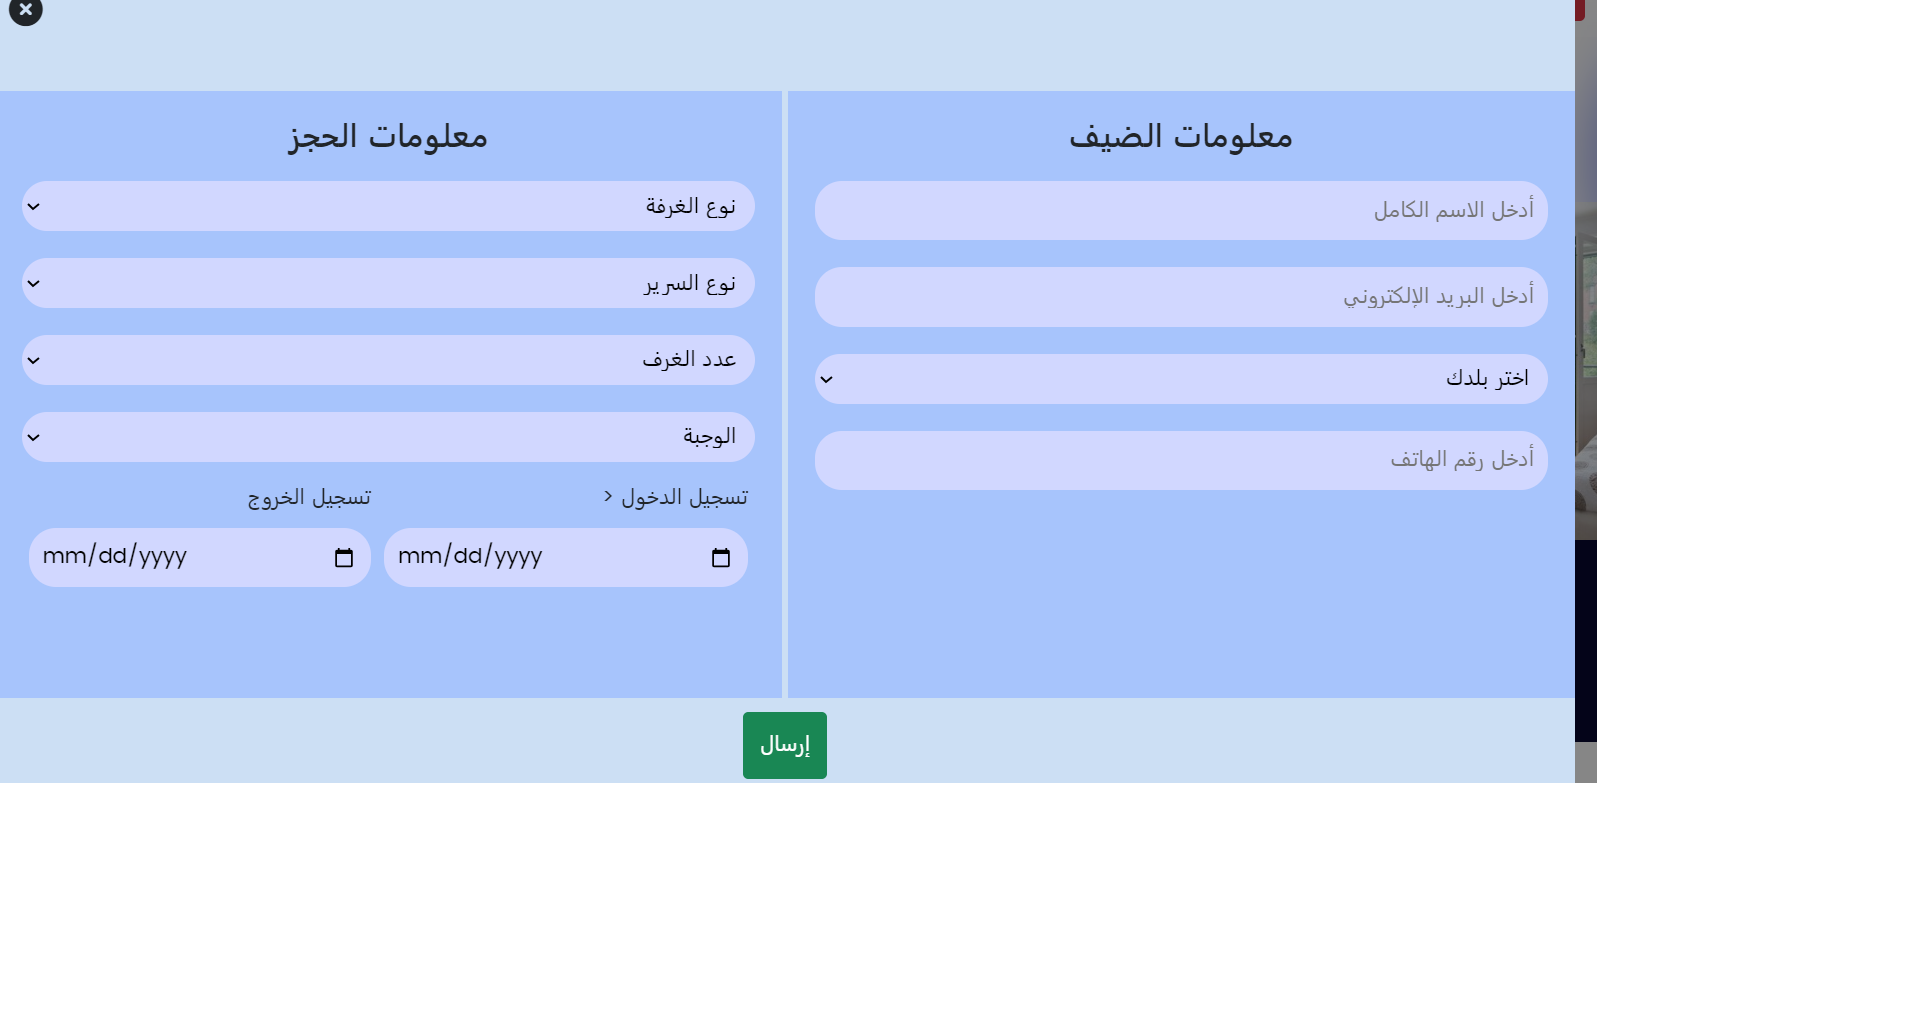 معلومات الضيف
أدخل الاسم الكامل
أدخل البريد الإلكتروني
اختر بلدك
أدخل رقم الهاتف
معلومات الحجز
نوع الغرفة
نوع السرير
عدد الغرف
الوجبة
تسجيل الدخول >
mm/dd/yyyy
تسجيل الخروج
mm/dd/yyyy
إرسال